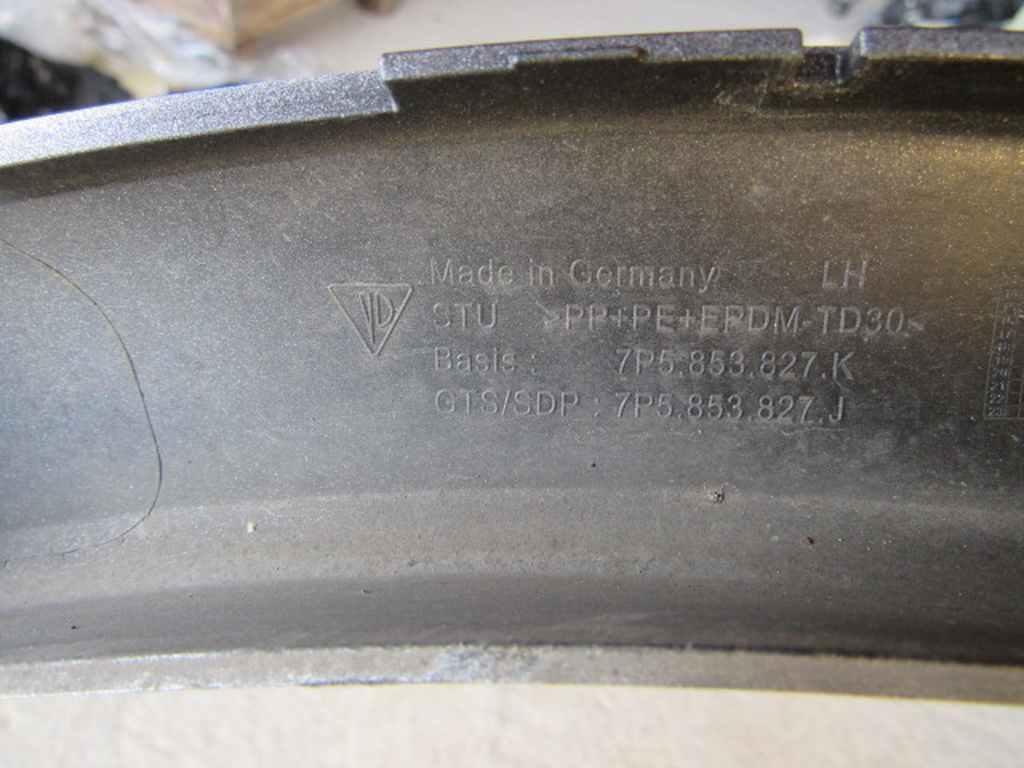 Made in Germany LH
STU >PP+PE+EPDM-TD30<
Basis : 7P5.853.827.K
GTS/SDP : 7P5.853.827.J